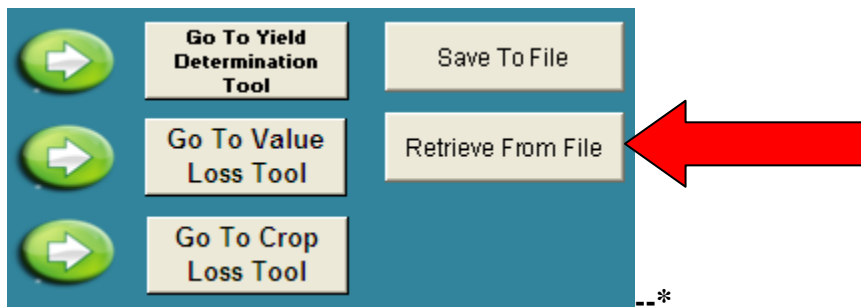 Go To Yield
Determination
Tool
Save To File
Go To Value
Loss Tool
Retrieve From File
Go To Crop
Loss Tool
--*